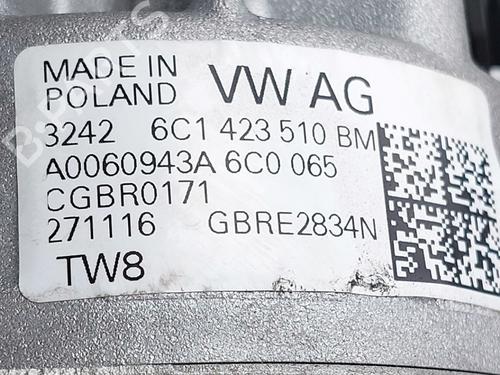 MADE IN
POLAND VW AG
3242 6C1 423 510 BM
A0060943A 6C0 065
CGBR0171
271116 GBRE2834N
TW8